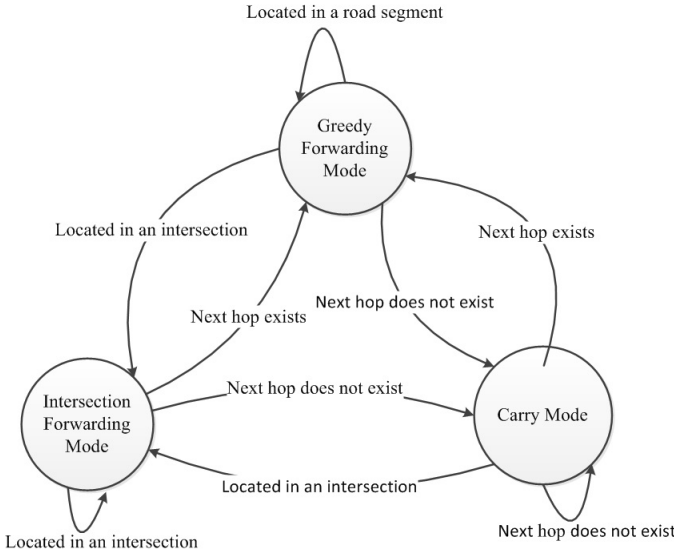 Located in a road segment
Greedy
Forwarding
Mode
Located in an intersection
Next hop exists
Next hop does not exist
Next hop exists
Next hop does not exist
Intersection
Forwarding
Mode
Carry Mode
Located in an intersection
Next hop does not exist
Located in an intersection